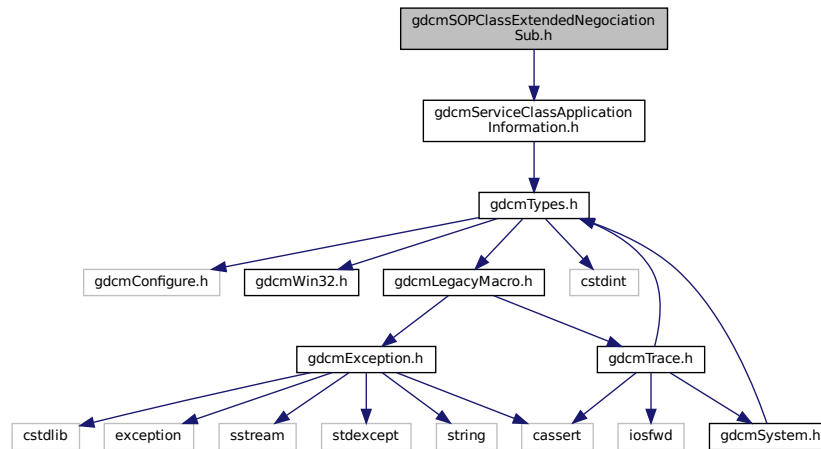 gdcmSOPClassExtendedNegociation
Sub.h
gdcmServiceClassApplication
Information.h
gdcmTypes.h
gdcmConfigure.h
gdcmWin32.h
gdcmLegacyMacro.h
cstdint
gdcmException.h
gdcmTrace.h
cstdlib
exception
sstream
stdexcept
string
cassert
iosfwd
gdcmSystem.h